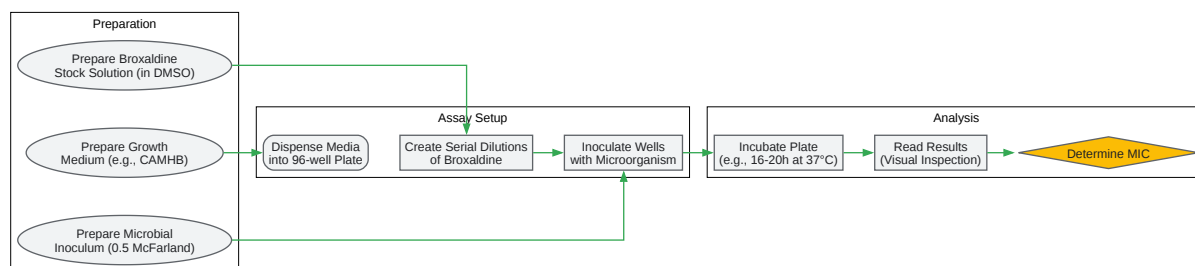 Preparation
Prepare Broxaldine
Stock Solution (in DMSO)
Prepare Growth
Medium (e.g., CAMHB)
Prepare Microbial
Inoculum (0.5 McFarland)
Assay Setup
Dispense Media
into 96-well Plate
Create Serial Dilutions
of Broxaldine
Inoculate Wells
with Microorganism
Analysis
Incubate Plate
(e.g., 16-20h at 37°C)
Read Results
(Visual Inspection)
Determine MIC